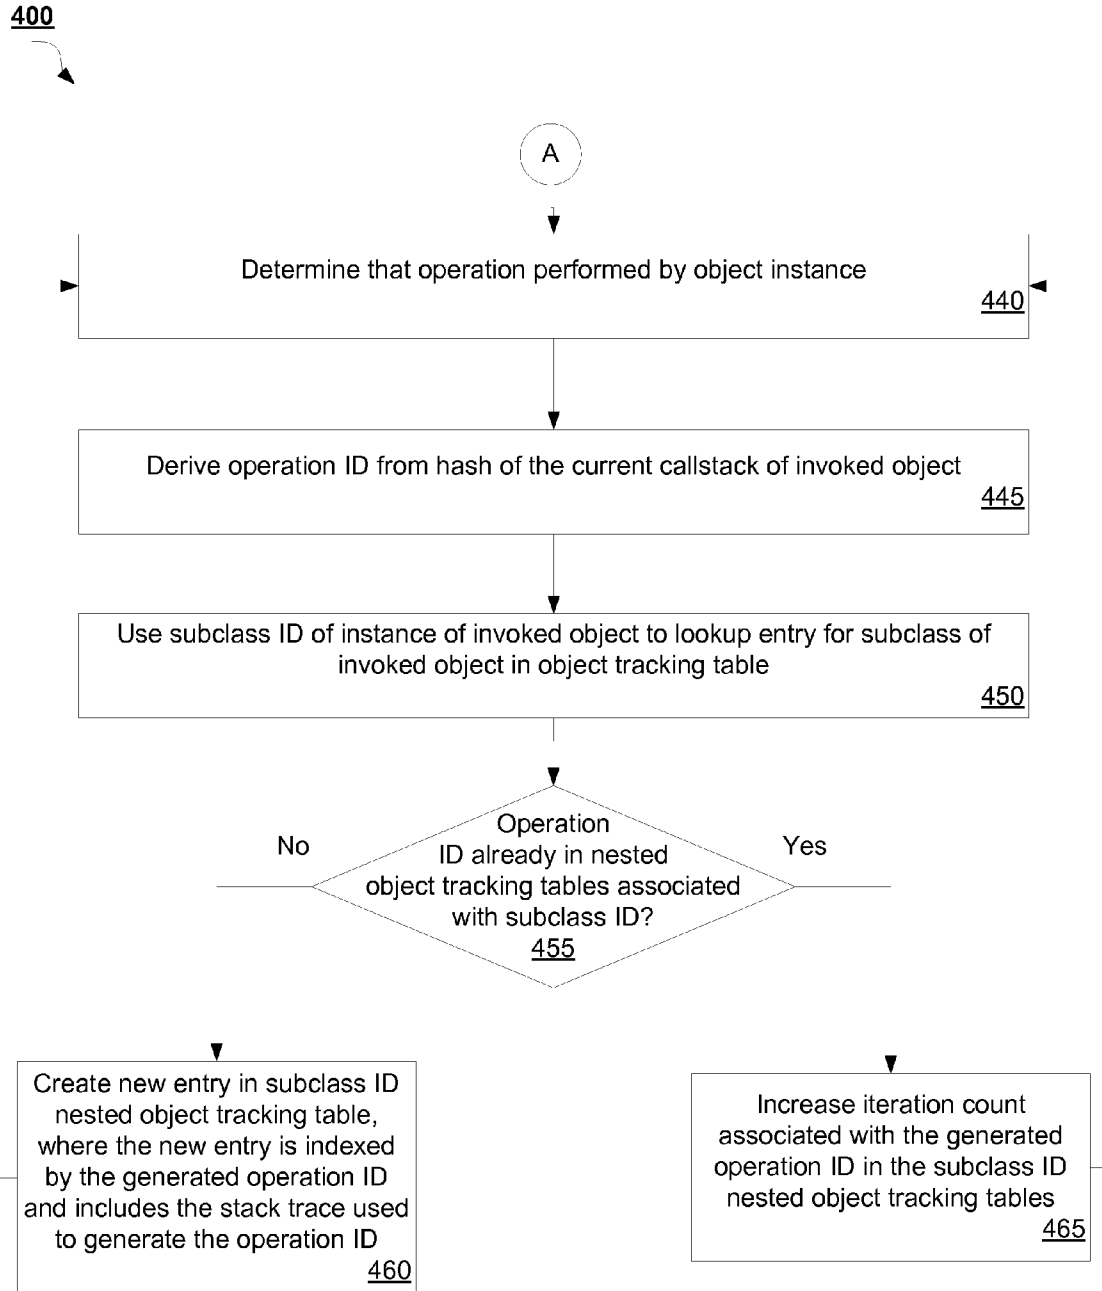 400
A
Determine that operation performed by object instance
440
Derive operation ID from hash of the current callstack of invoked object
445
Use subclass ID of instance of invoked object to lookup entry for subclass of
invoked object in object tracking table
450
No
Yes
Operation
ID already in nested
object tracking tables associated
with subclass ID?
455
Create new entry in subclass ID
nested object tracking table,
where the new entry is indexed
by the generated operation ID
and includes the stack trace used
to generate the operation ID
460
Increase iteration count
associated with the generated
operation ID in the subclass ID
nested object tracking tables
465